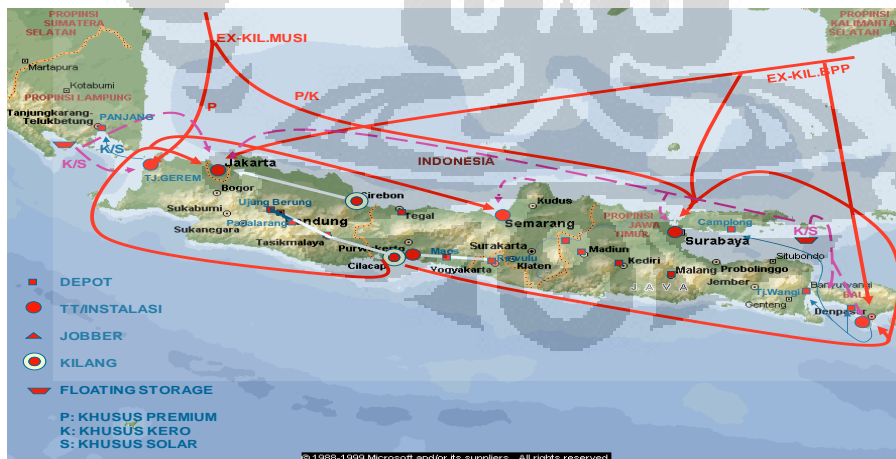 PROPINSI
SUMATERA
SELATAN
EX-KIL.MUSI
PROPINSI
KALIMANTA
SELATAN
Martapura
Kotabumi
PROPINSI LAMPUNG
Tanjungkarang-
Telukbetung
PANJANG
P
P/K
EX-KIL.BPP
K/S
K/S
TJ.GEREM
Jakarta
INDONESIA
Bogor
Ujung Berung
Cirebon
Sukabumi
Padalarang
Bandung
Sukanegara
Tegal
Tasikmalaya
Semarang
Kudus
PROPINSI
JAWA
TIMUR
Camplong
K/S
Surabaya
Purwokerto
Maos
Surakarta
Cilacap
Yogyakarta
Rewulu
Klaten
Madiun
Kediri
Malang
Probolinggo
Situbondo
Jember
Banyuwangi
Tj.Wangi
BALI
Genteng
Denpasar
J A V A
DEPOT
TT/INSTALASI
JOBBER
KILANG
FLOATING STORAGE
P: KHUSUS PREMIUM
K: KHUSUS KERO
S: KHUSUS SOLAR
© 1988-1999 Microsoft and/or its suppliers. All rights reserved.